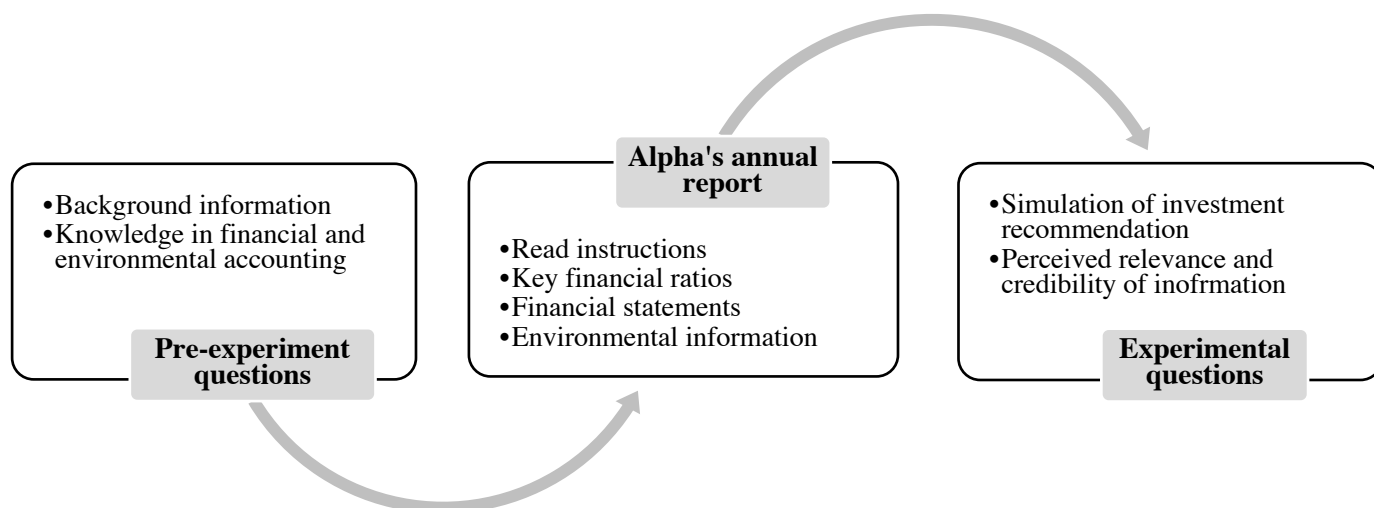 •Background information
•Knowledge in financial and
environmental accounting
Pre-experiment
questions
Alpha's annual
report
•Read instructions
•Key financial ratios
•Financial statements
•Environmental information
•Simulation of investment
recommendation
•Perceived relevance and
credibility of inofrmation
Experimental
questions